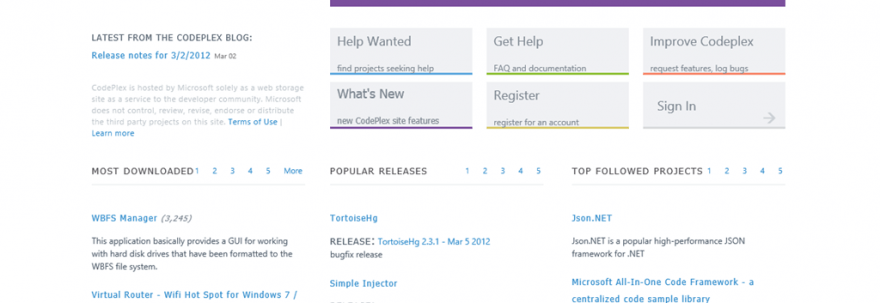 LATEST FROM THE CODEPLEX BLOG:
Release notes for 3/2/2012 Mar 02
CodePlex is hosted by Microsoft solely as a web storage
site as a service to the developer community. Microsoft
does not control, review, revise, endorse or distribute
the third party projects on this site. Terms of Use |
Learn more
Help Wanted
find projects seeking help
Get Help
FAQ and documentation
Improve Codeplex
request features, log bugs
What's New
new CodePlex site features
Register
register for an account
Sign In
MOST DOWNLOADED 1 2 3 4 5 More
WBFS Manager (3,245)
This application basically provides a GUI for working
with hard disk drives that have been formatted to the
WBFS file system.
Virtual Router - Wifi Hot Spot for Windows 7 /
POPULAR RELEASES 1 2 3 4 5
TortoiseHg
RELEASE: TortoiseHg 2.3.1 - Mar 5 2012
bugfix release
Simple Injector
TOP FOLLOWED PROJECTS 1 2 3 4 5
Json.NET
Json.NET is a popular high-performance JSON
framework for .NET
Microsoft All-In-One Code Framework - a
centralized code sample library